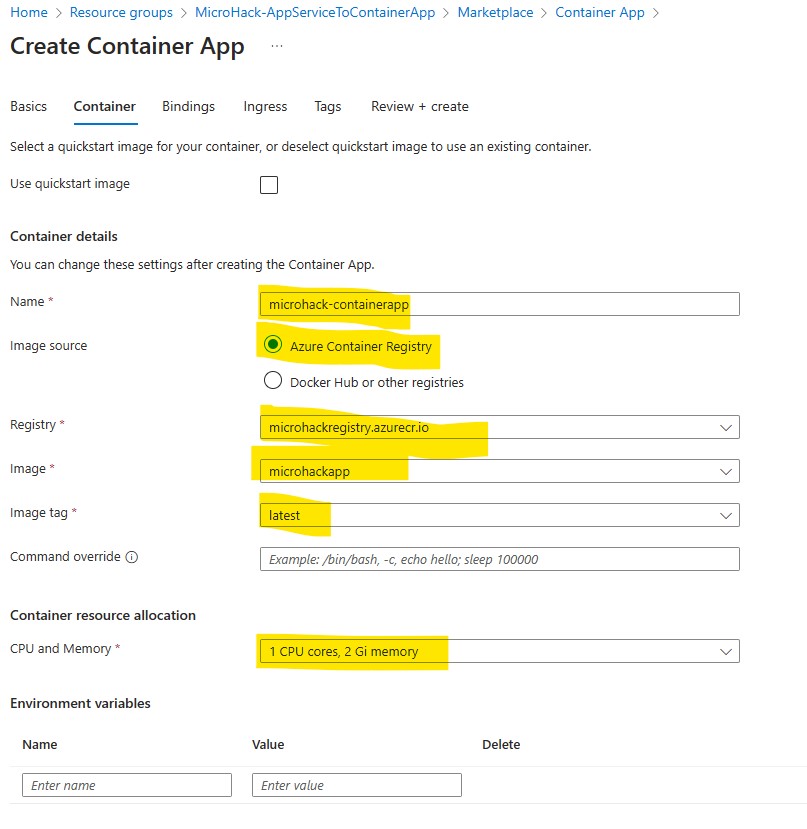 Home > Resource groups > MicroHack-AppServiceToContainerApp > Marketplace > Container App >
Create Container App ...
Basics Container Bindings Ingress Tags Review + create
Select a quickstart image for your container, or deselect quickstart image to use an existing container.
Use quickstart image
Container details
You can change these settings after creating the Container App.
Name * microhack-containerapp
Image source Azure Container Registry
Docker Hub or other registries
Registry * microhackregistry.azurecr.io
Image * microhackapp
Image tag * latest
Command override Example: /bin/bash, -c, echo hello; sleep 100000
Container resource allocation
CPU and Memory * 1 CPU cores, 2 Gi memory
Environment variables
Name Value Delete
Enter name Enter value